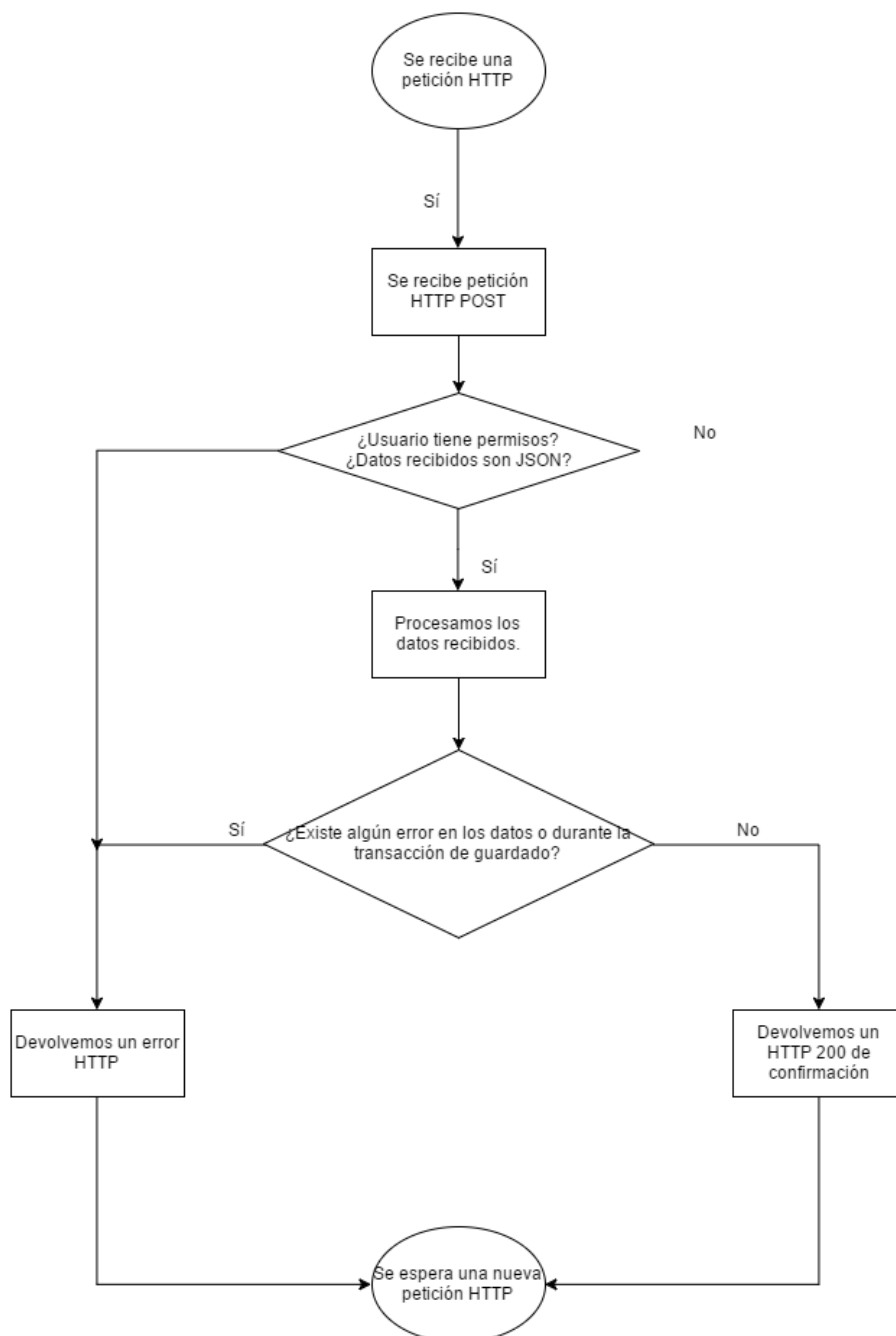 Se recibe una
petición HTTP
Sí
Se recibe petición
HTTP POST
¿Usuario tiene permisos?
¿Datos recibidos son JSON?
No
Sí
Procesamos los
datos recibidos.
Sí
¿Existe algún error en los datos o durante la
transacción de guardado?
No
Devolvemos un error
HTTP
Devolvemos un
HTTP 200 de
confirmación
Se espera una nueva
petición HTTP